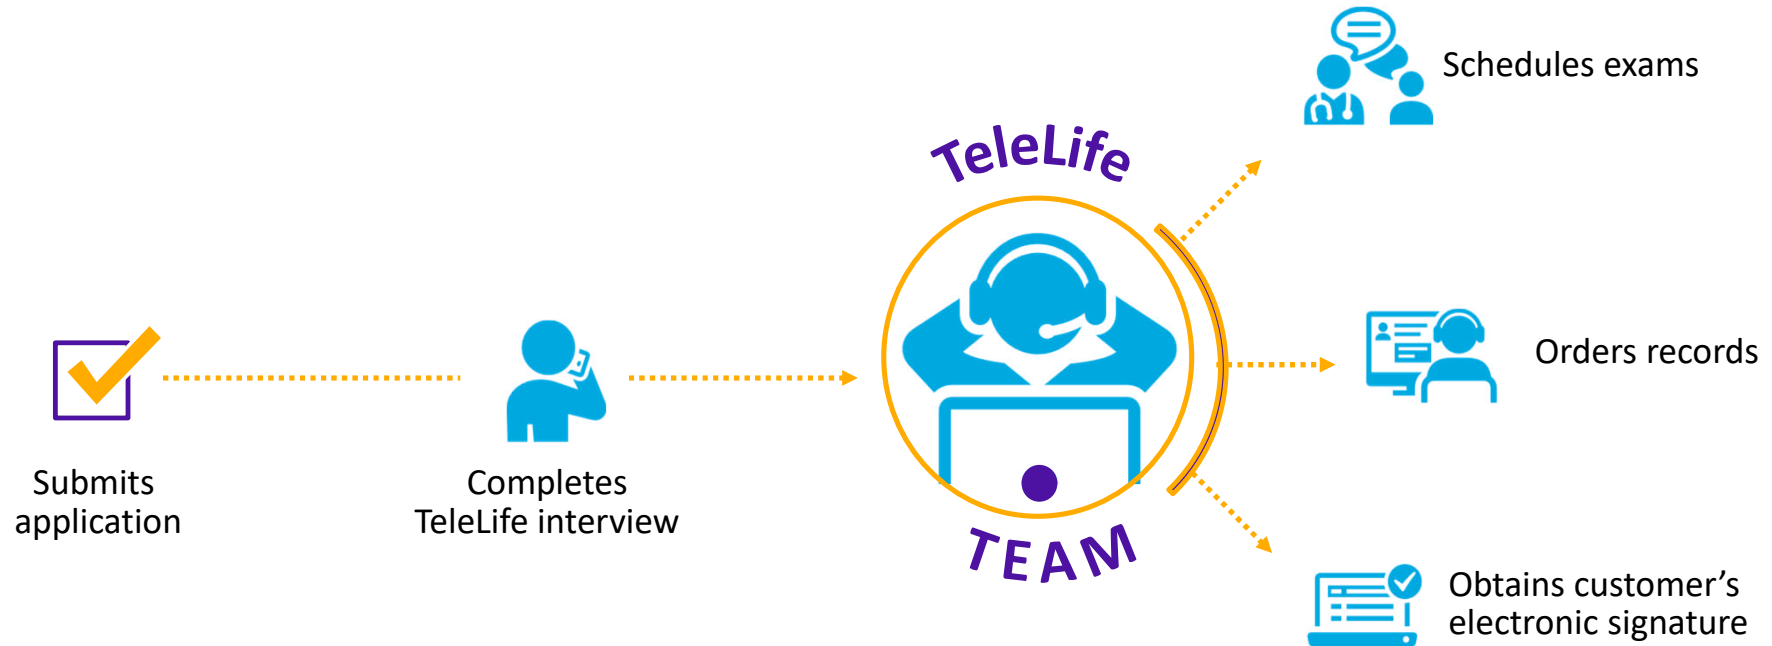 Submits
application
Completes
TeleLife interview
TeleLife
TEAM
Schedules exams
Orders records
Obtains customer’s
electronic signature